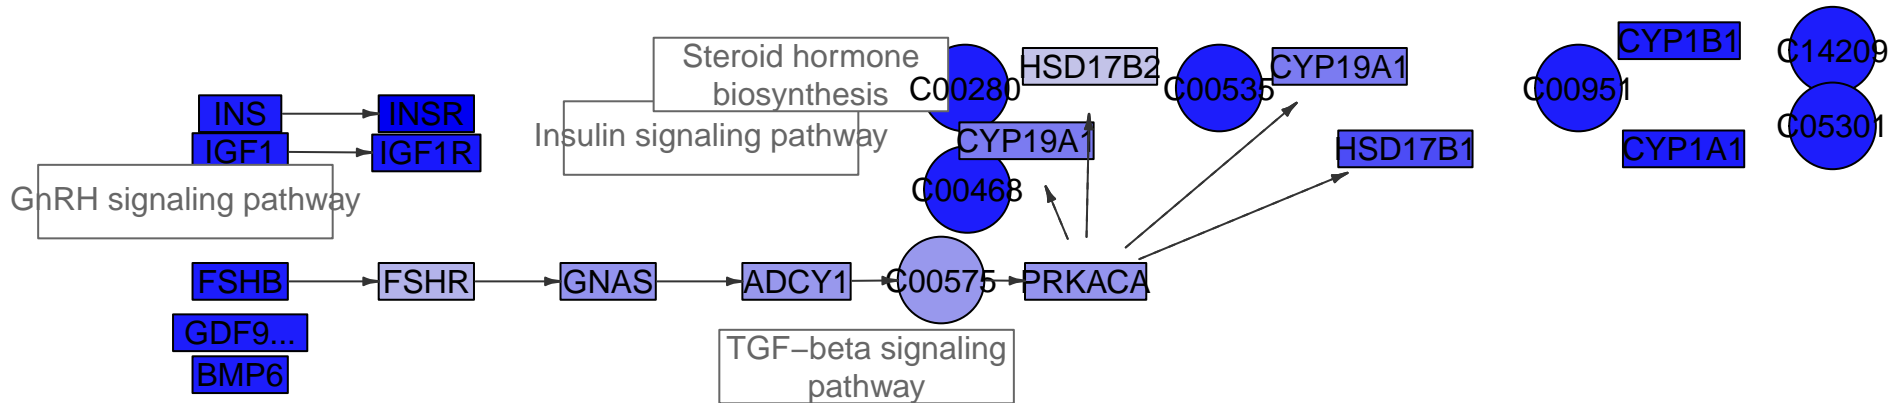 Steroid hormone
biosynthesis
C00280
HSD17B2
C00535
CYP19A1
C00951
CYP1B1
C14209
INS
INSR
Insulin signaling pathway
CYP19A1
HSD17B1
CYP1A1
C05301
IGF1
IGF1R
GnRH signaling pathway
C00468
FSHB
FSHR
GNAS
ADCY1
C00575
PRKACA
GDF9...
TGF−beta signaling
pathway
BMP6